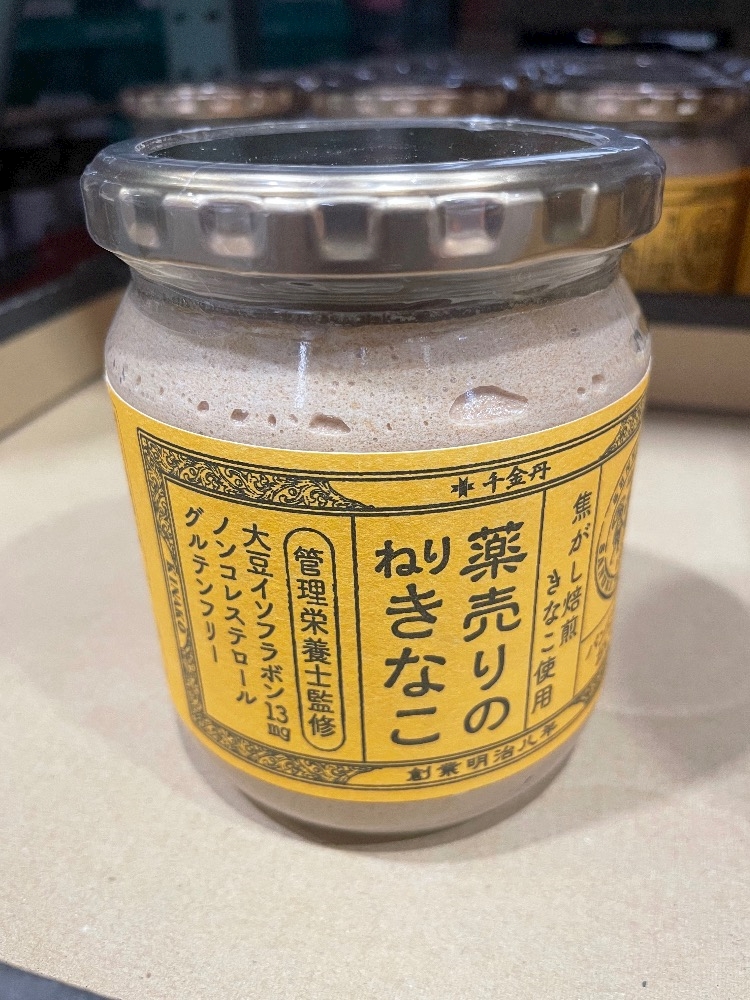 千金丹
焦がし焙煎
きなこ使用
薬売りの
ねりきなこ
管理栄養士監修
大豆イソフラボン13mg
ノンコレステロール
グルテンフリー
創業明治八年